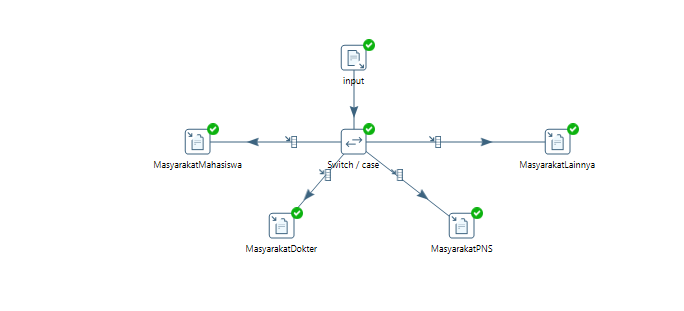 input
MasyarakatMahasiswa
Switch / case
MasyarakatLainnya
MasyarakatDokter
MasyarakatPNS